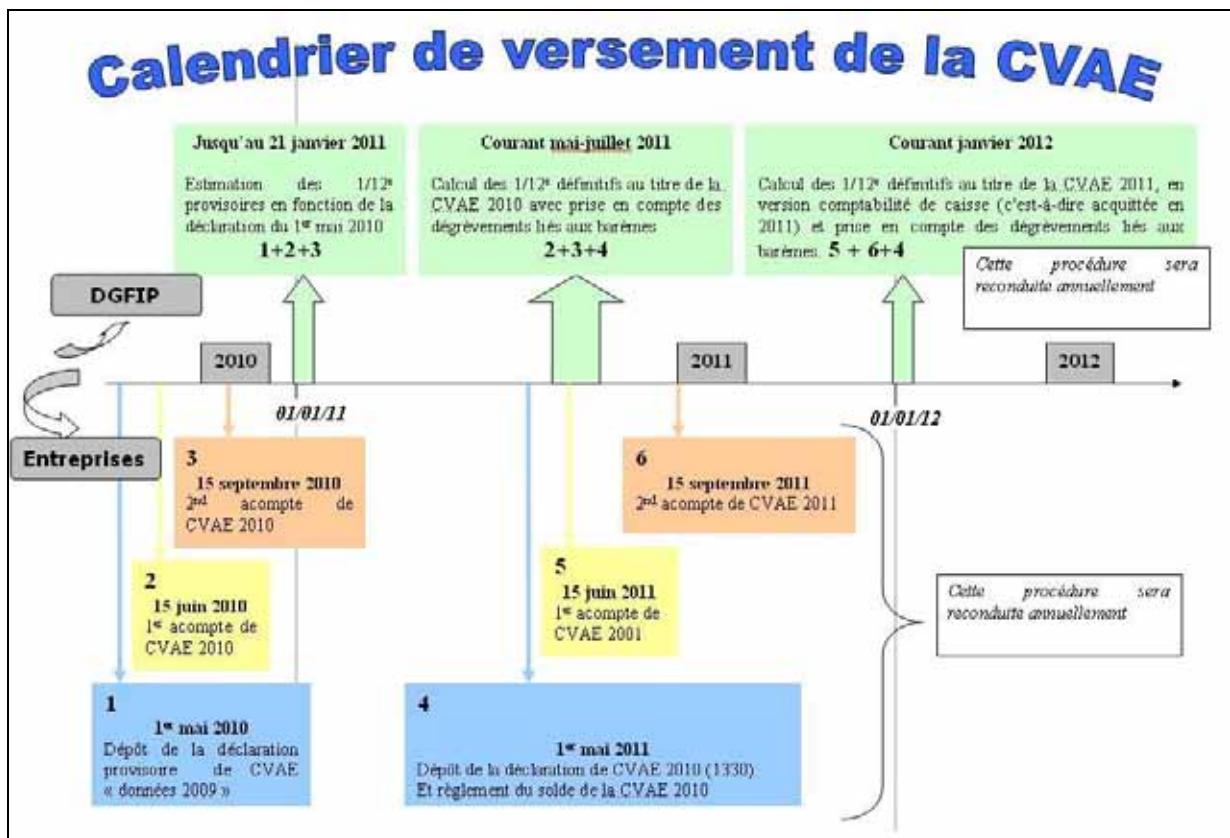 Calendrier de versement de la CVAE
Jusqu'au 21 janvier 2011
Estimation des 1/12e
provisoires en fonction de la
déclaration du 1er mai 2010
1+2+3
Courant mai-juillet 2011
Calcul des 1/12e définitifs au titre de la
CVAE 2010 avec prise en compte des
dégrèvements liés aux barèmes
2+3+4
Courant janvier 2012
Calcul des 1/12e définitifs au titre de la CVAE 2011, en
version comptabilité de caisse (c'est-à-dire acquittée en
2011) et prise en compte des dégrèvements liés aux
barèmes. 5 + 6+4
Cette procédure sera
reconduite annuellement
DGFIP
2010
2011
2012
01/01/11
01/01/12
Entreprises
3
15 septembre 2010
2nd acompte de
CVAE 2010
6
15 septembre 2011
2nd acompte de CVAE 2011
2
15 juin 2010
1er acompte de
CVAE 2010
5
15 juin 2011
1er acompte de
CVAE 2001
Cette procédure sera
reconduite annuellement
1
1er mai 2010
Dépôt de la déclaration
provisoire de CVAE
« données 2009 »
4
1er mai 2011
Dépôt de la déclaration de CVAE 2010 (1330)
Et règlement du solde de la CVAE 2010